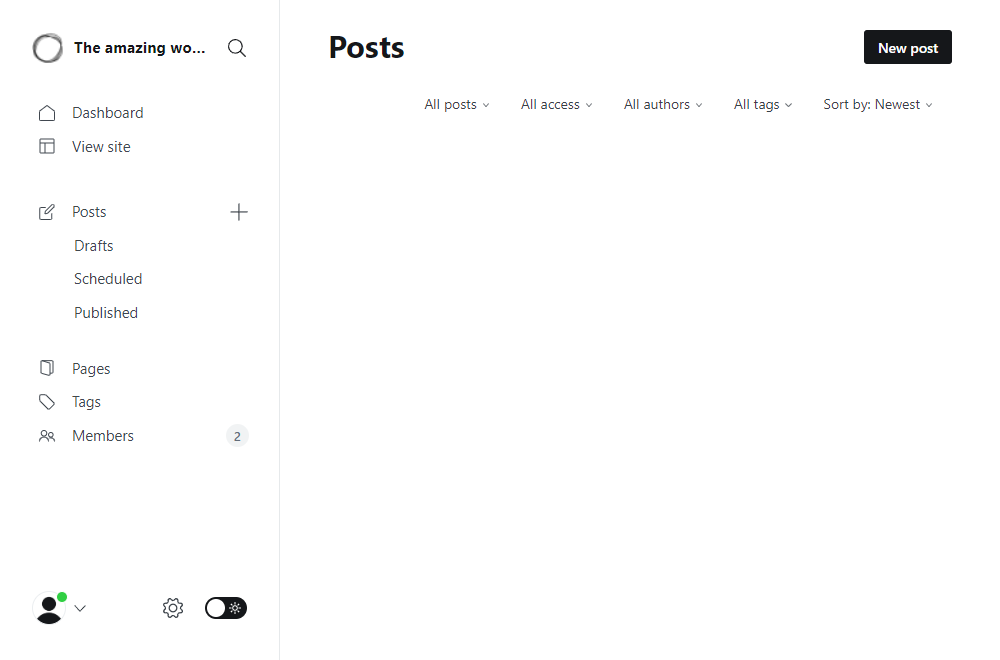 The amazing wo...
Dashboard
View site
Posts
Drafts
Scheduled
Published
Pages
Tags
Members 2
Posts
New post
All posts All access All authors All tags Sort by: Newest